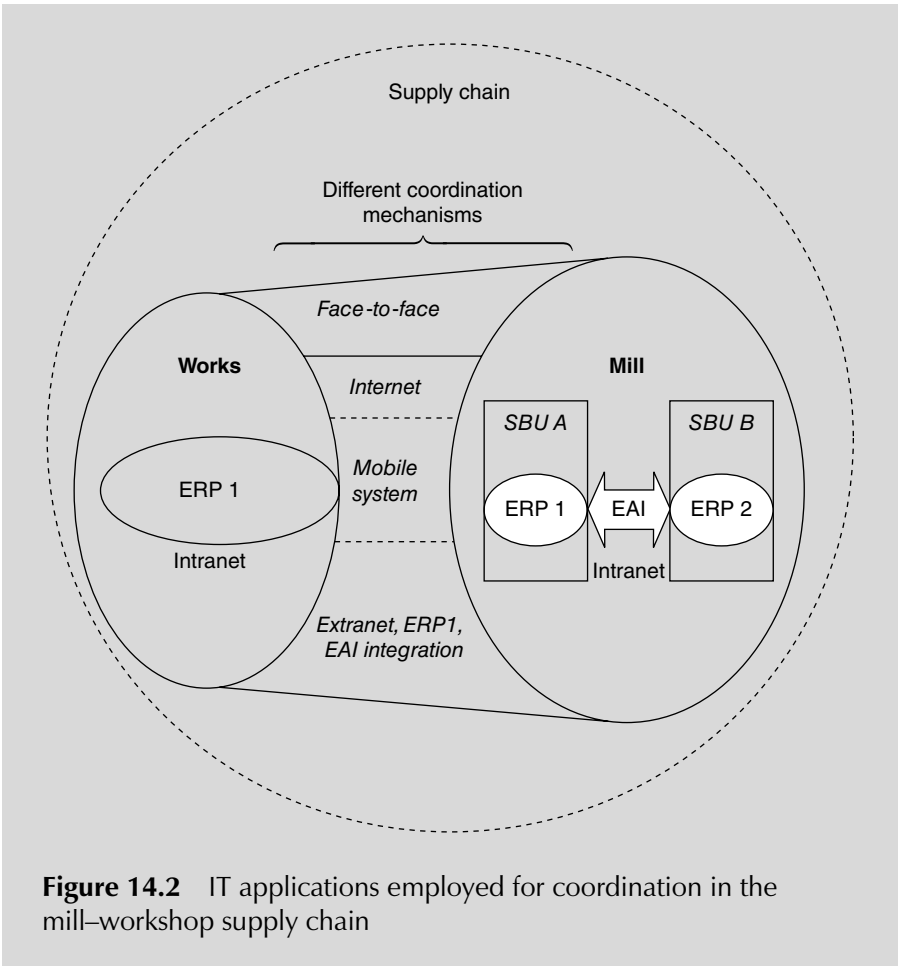 Supply chain
Different coordination
mechanisms
Face-to-face
Works
Mill
Internet
SBU A
SBU B
Mobile
system
ERP 1
ERP 1
EAI
ERP 2
Intranet
Intranet
Extranet, ERP1,
EAI integration
Figure 14.2 IT applications employed for coordination in the
mill–workshop supply chain